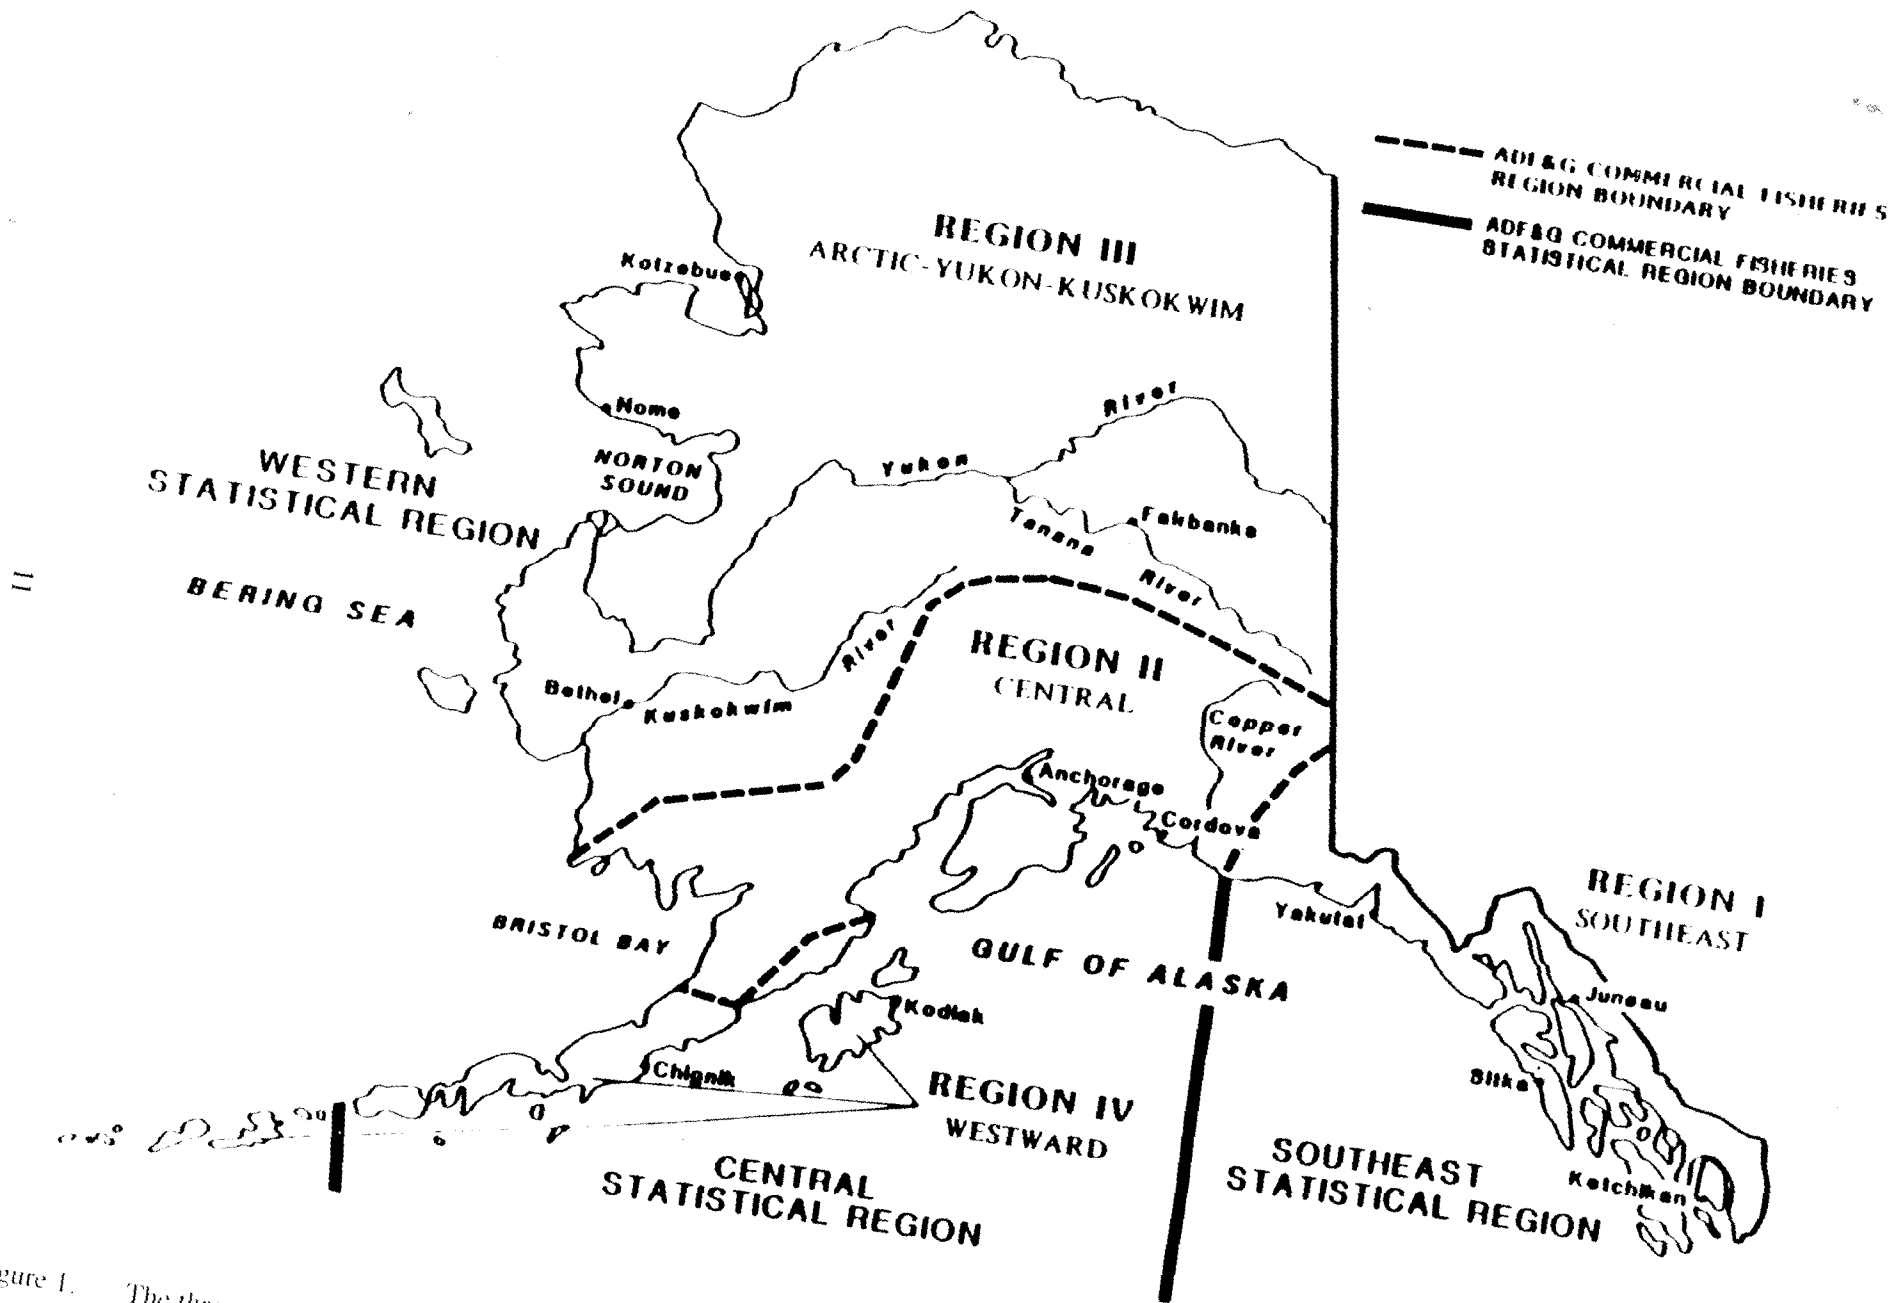 ADF&G COMMERCIAL FISHERIES
REGION BOUNDARY
ADF&G COMMERCIAL FISHERIES
STATISTICAL REGION BOUNDARY
REGION III
ARCTIC-YUKON-KUSKOKWIM
Kotzebue
Nome
NORTON
SOUND
WESTERN
STATISTICAL REGION
BERING SEA
Yukon
River
Tanana
River
Fairbanks
Bethel
Kuskokwim
River
REGION II
CENTRAL
Copper
River
Anchorage
Cordova
Yakutat
REGION I
SOUTHEAST
BRISTOL BAY
GULF OF ALASKA
Kodiak
Juneau
Chignik
Sitka
REGION IV
WESTWARD
CENTRAL
STATISTICAL REGION
SOUTHEAST
STATISTICAL REGION
Ketchikan
11
1.
The